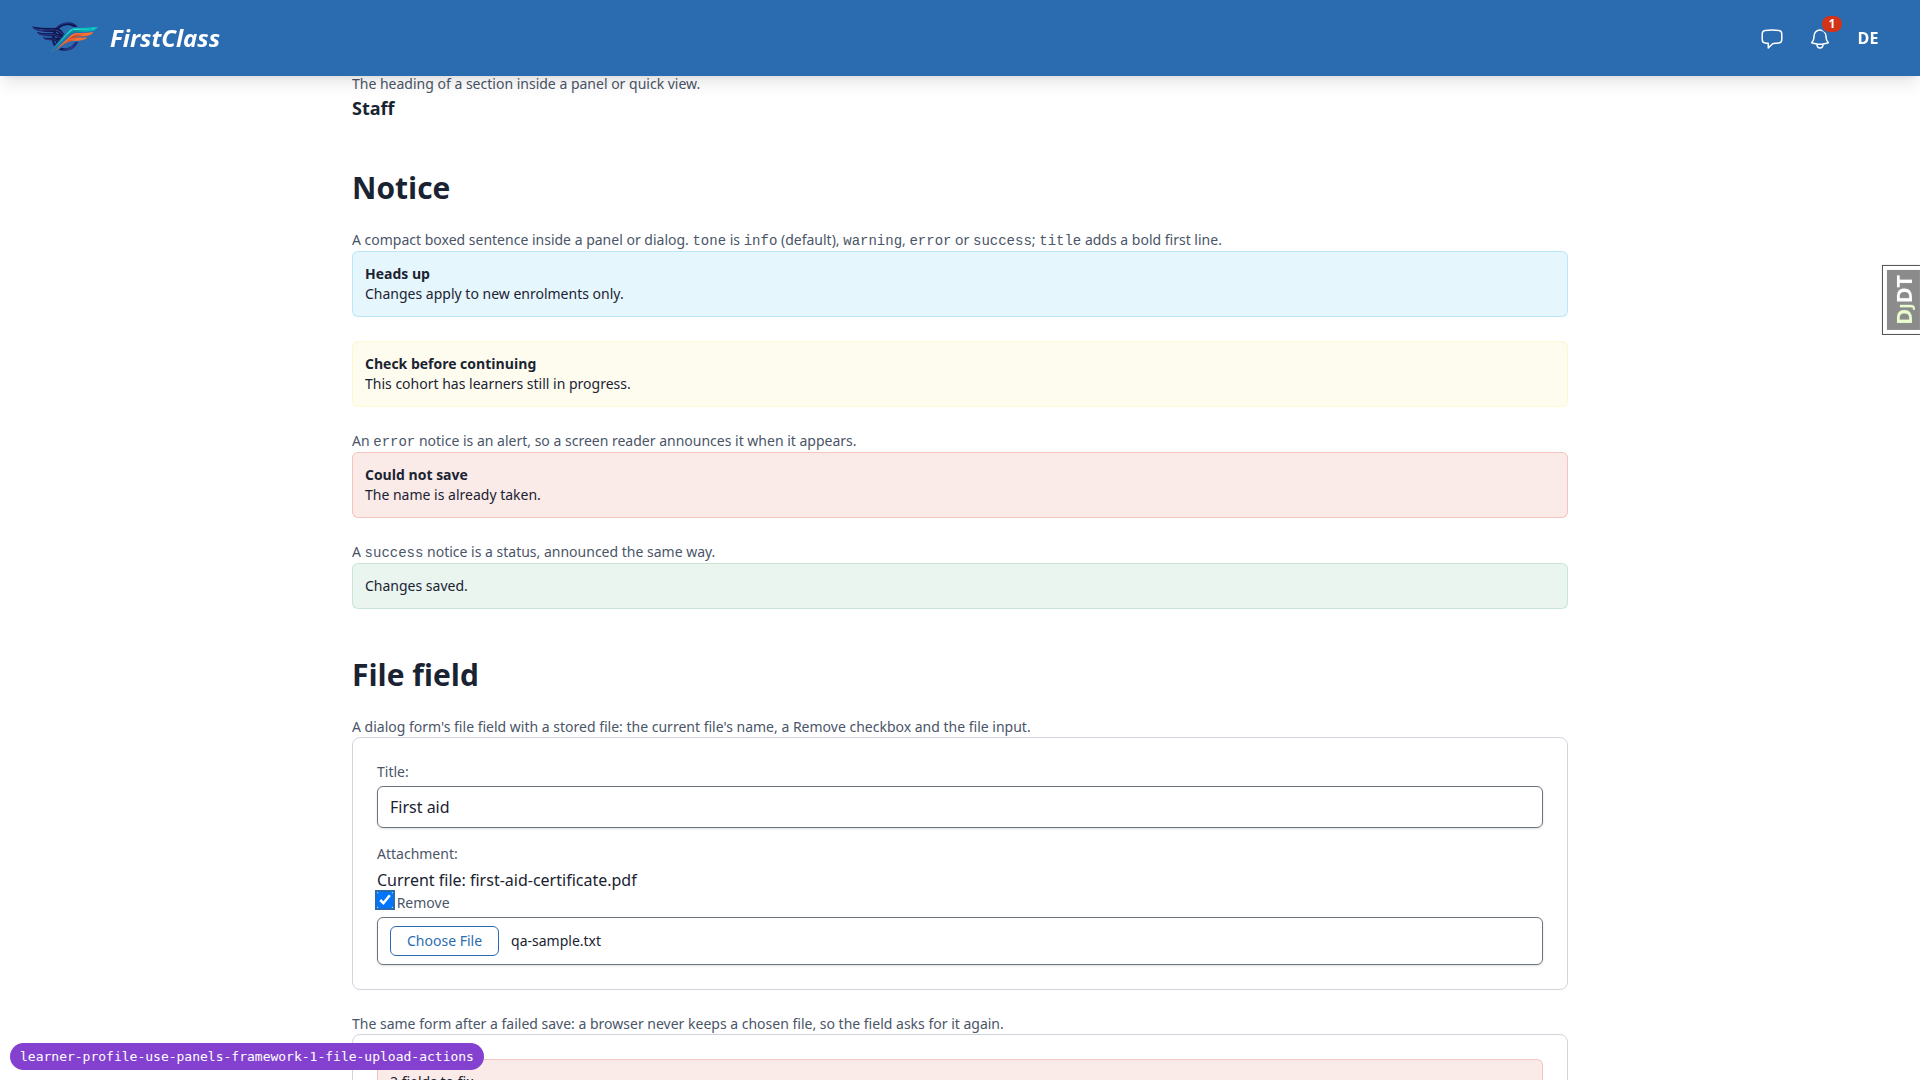 FirstClass
1
DE
The heading of a section inside a panel or quick view.
Staff
Notice
A compact boxed sentence inside a panel or dialog. tone is info (default), warning, error or success; title adds a bold first line.
Heads up
Changes apply to new enrolments only.
DjDT
Check before continuing
This cohort has learners still in progress.
An error notice is an alert, so a screen reader announces it when it appears.
Could not save
The name is already taken.
A success notice is a status, announced the same way.
Changes saved.
File field
A dialog form's file field with a stored file: the current file's name, a Remove checkbox and the file input.
Title:
First aid
Attachment:
Current file: first-aid-certificate.pdf
Remove
Choose File qa-sample.txt
The same form after a failed save: a browser never keeps a chosen file, so the field asks for it again.
learner-profile-use-panels-framework-1-file-upload-actions